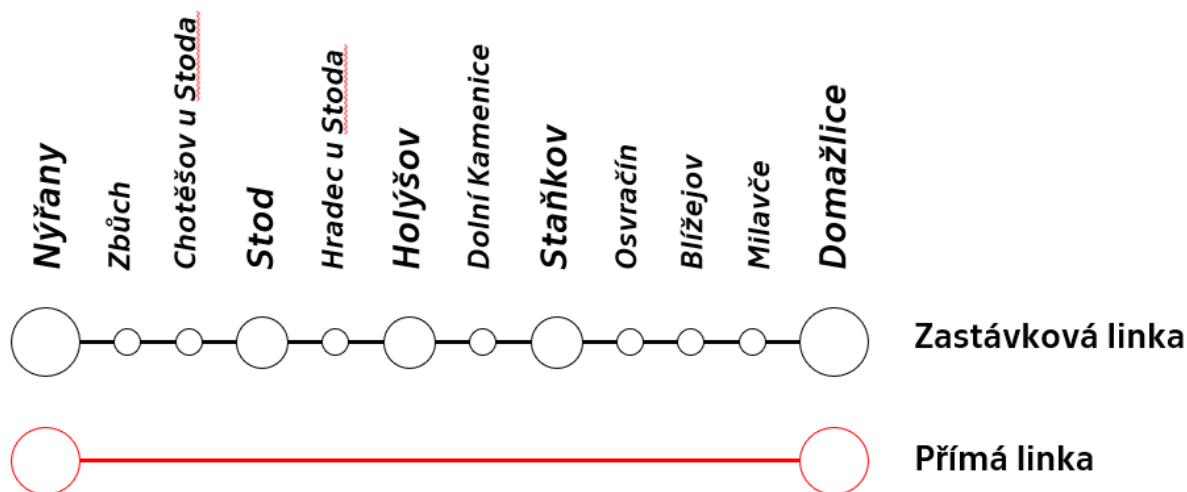 Nýřany
Zbůch
Chotěšov u Stoda
Stod
Hradec u Stoda
Holýšov
Dolní Kamenice
Staňkov
Osvračín
Blížejov
Milavče
Domažlice
Zastávková linka
Přímá linka